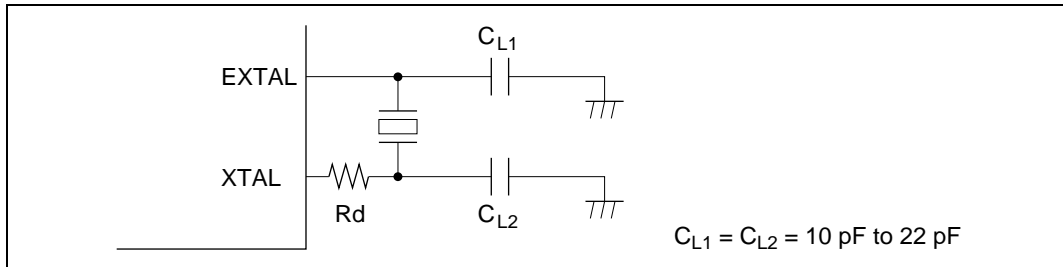 C_L1
EXTAL
XTAL
Rd
C_L2
C_L1 = C_L2 = 10 pF to 22 pF